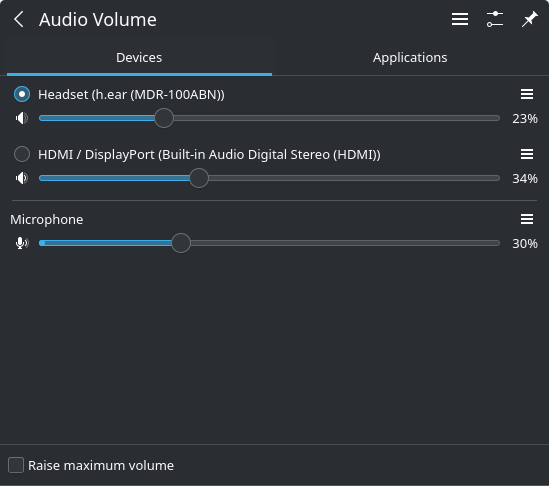 Audio Volume
Devices
Applications
Headset (h.ear (MDR-100ABN))
23%
HDMI / DisplayPort (Built-in Audio Digital Stereo (HDMI))
34%
Microphone
30%
Raise maximum volume